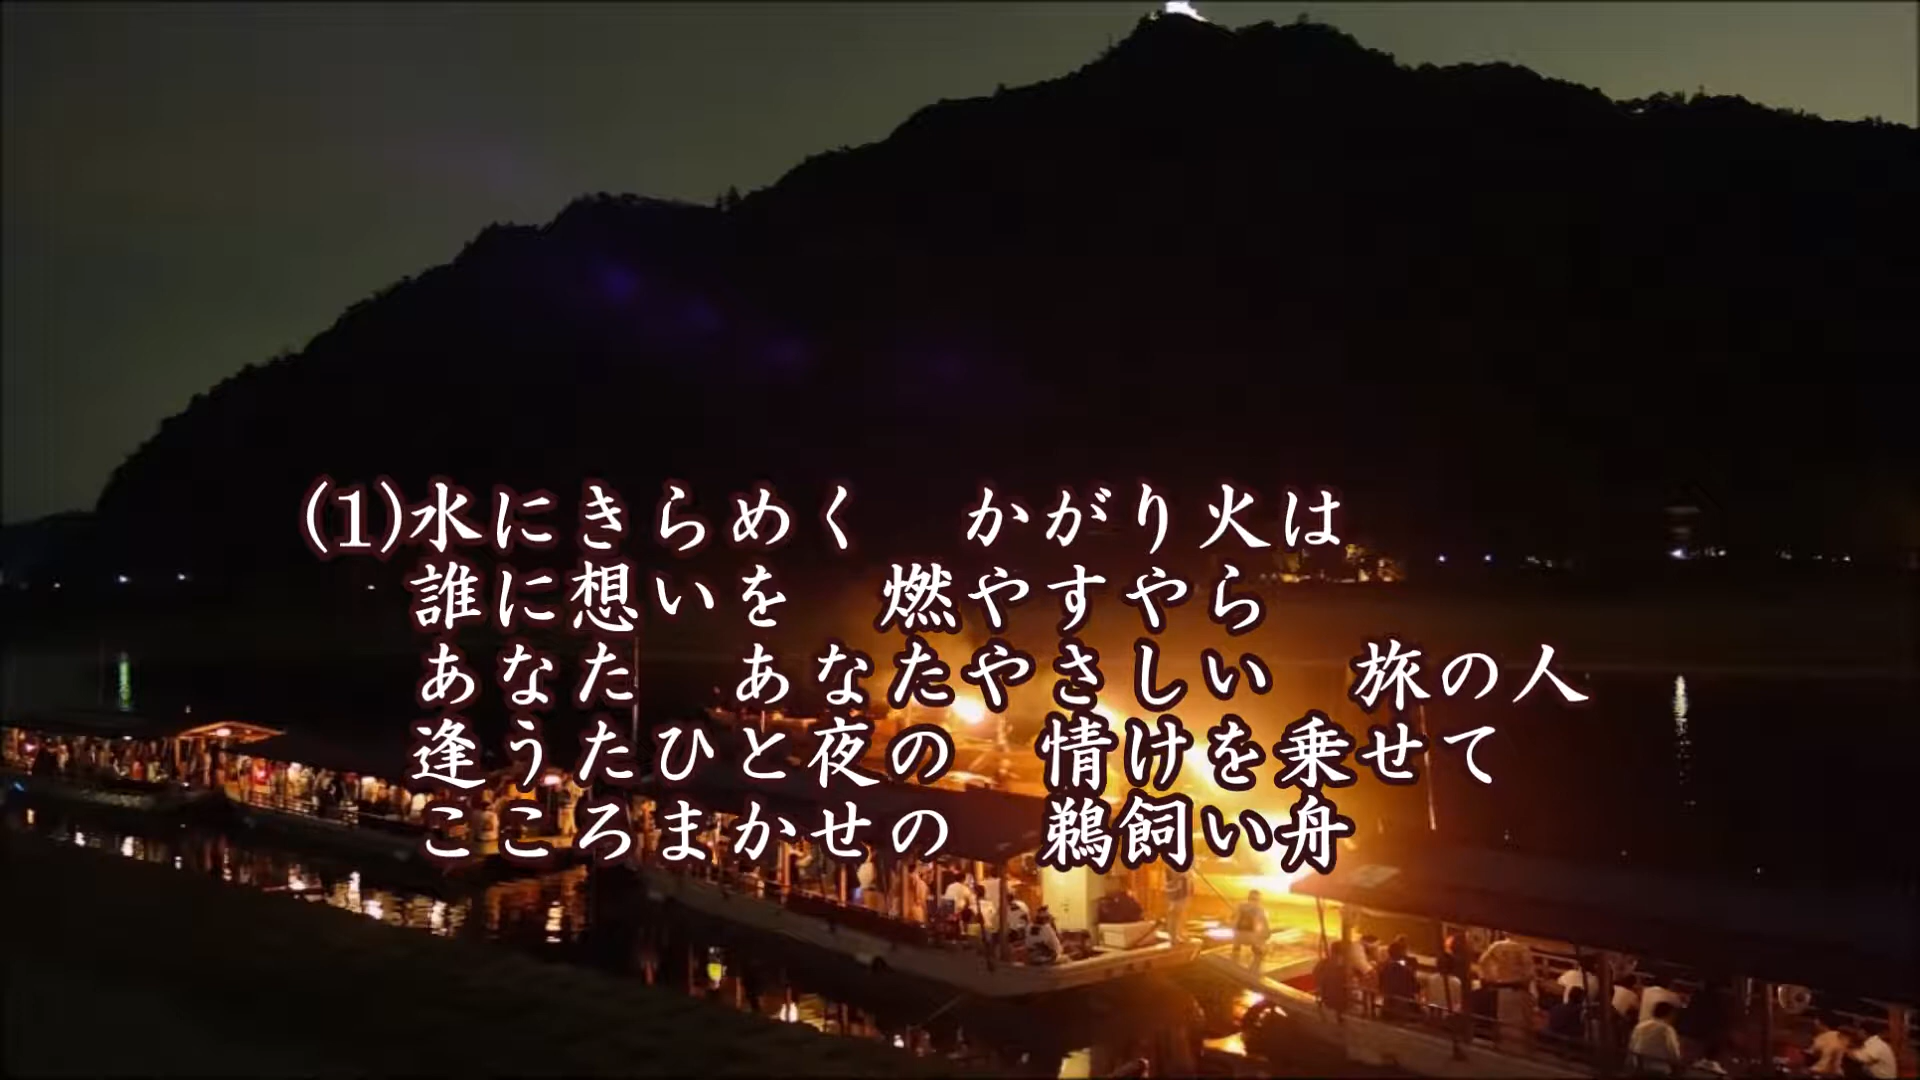 (1)水にきらめく　かがり火は
誰に想いを　燃やすやら
あなた　あなたやさしい　旅の人
逢うたひと夜の　情けを乗せて
こころまかせの　鵜飼い舟